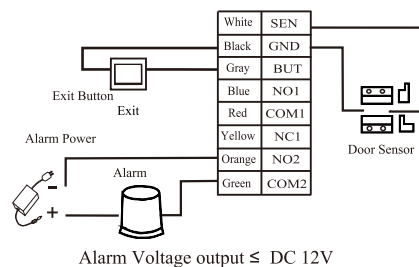 White SEN
Black GND
Gray BUT
Blue NO1
Red COM1
Yellow NC1
Orange NO2
Green COM2
Exit Button
Exit
Door Sensor
Alarm Power
Alarm
-
+
Alarm Voltage output ≤ DC 12V